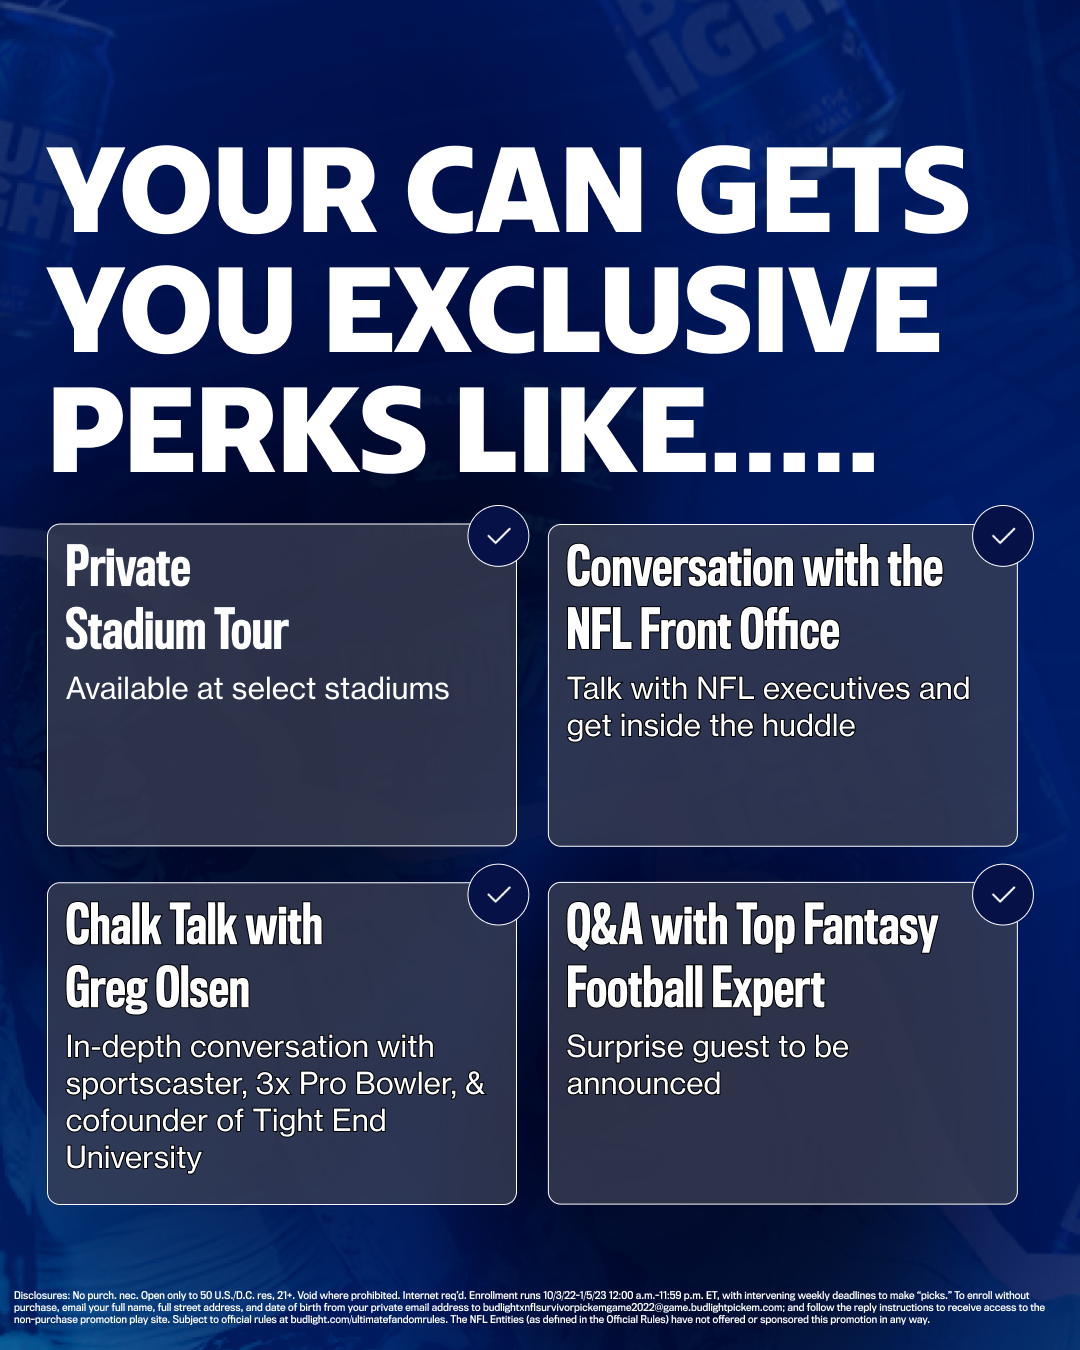 BUD
LIGHT
BUD
LIGHT
YOUR CAN GETS
YOU EXCLUSIVE
PERKS LIKE.....
Private
Stadium Tour
Available at select stadiums
Conversation with the
NFL Front Office
Talk with NFL executives and
get inside the huddle
Chalk Talk with
Greg Olsen
In-depth conversation with
sportscaster, 3x Pro Bowler, &
cofounder of Tight End
University
Q&A with Top Fantasy
Football Expert
Surprise guest to be
announced
Disclosures: No purch. nec. Open only to 50 U.S./D.C. res, 21+. Void where prohibited. Internet req'd. Enrollment runs 10/3/22-1/5/23 12:00 a.m.-11:59 p.m. ET, with intervening weekly deadlines to make “picks.” To enroll without
purchase, email your full name, full street address, and date of birth from your private email address to budlightxnflsurvivorpickemgame2022@game.budlightpickem.com; and follow the reply instructions to receive access to the
non-purchase promotion play site. Subject to official rules at budlight.com/ultimatefandomrules. The NFL Entities (as defined in the Official Rules) have not offered or sponsored this promotion in any way.